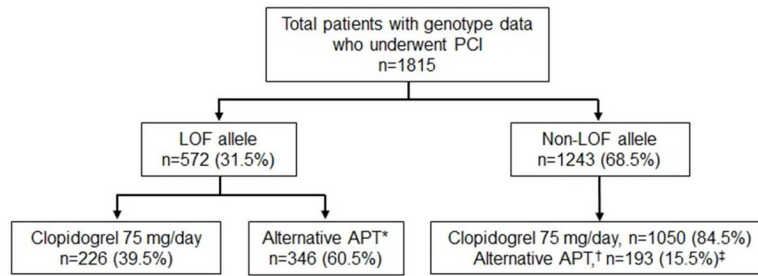 Total patients with genotype data
who underwent PCI
n=1815
LOF allele
n=572 (31.5%)
Non-LOF allele
n=1243 (68.5%)
Clopidogrel 75 mg/day
n=226 (39.5%)
Alternative APT*
n=346 (60.5%)
Clopidogrel 75 mg/day, n=1050 (84.5%)
Alternative APT,† n=193 (15.5%)‡